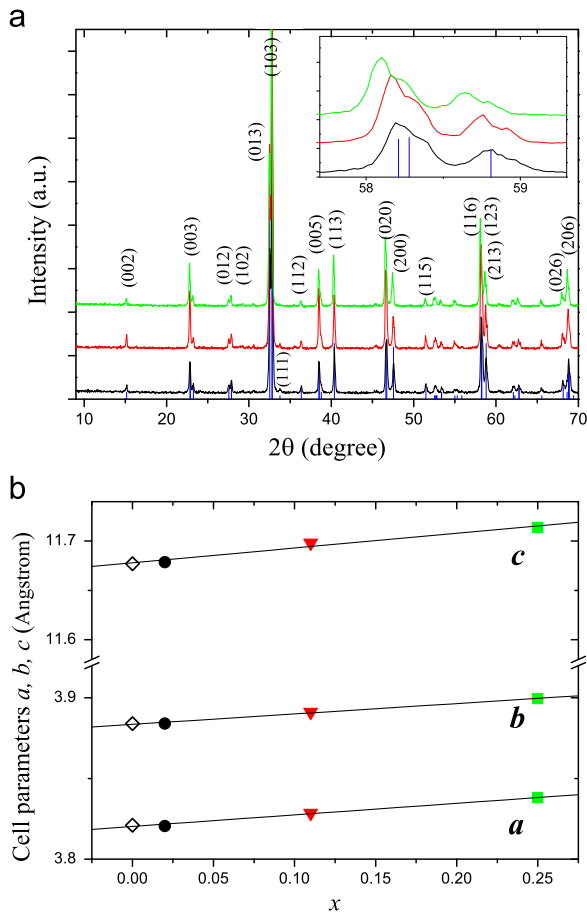 a
Intensity (a.u.)
(002)
(003)
(012)
(102)
(013)
(103)
(111)
(112)
(005)
(113)
(020)
(200)
(115)
(116)
(123)
(213)
(026)
(206)
58 59
10 20 30 40 50 60 70
2θ (degree)
b
Cell parameters a, b, c (Angstrom)
11.7
11.6
3.9
3.8
c
b
a
0.00 0.05 0.10 0.15 0.20 0.25
x